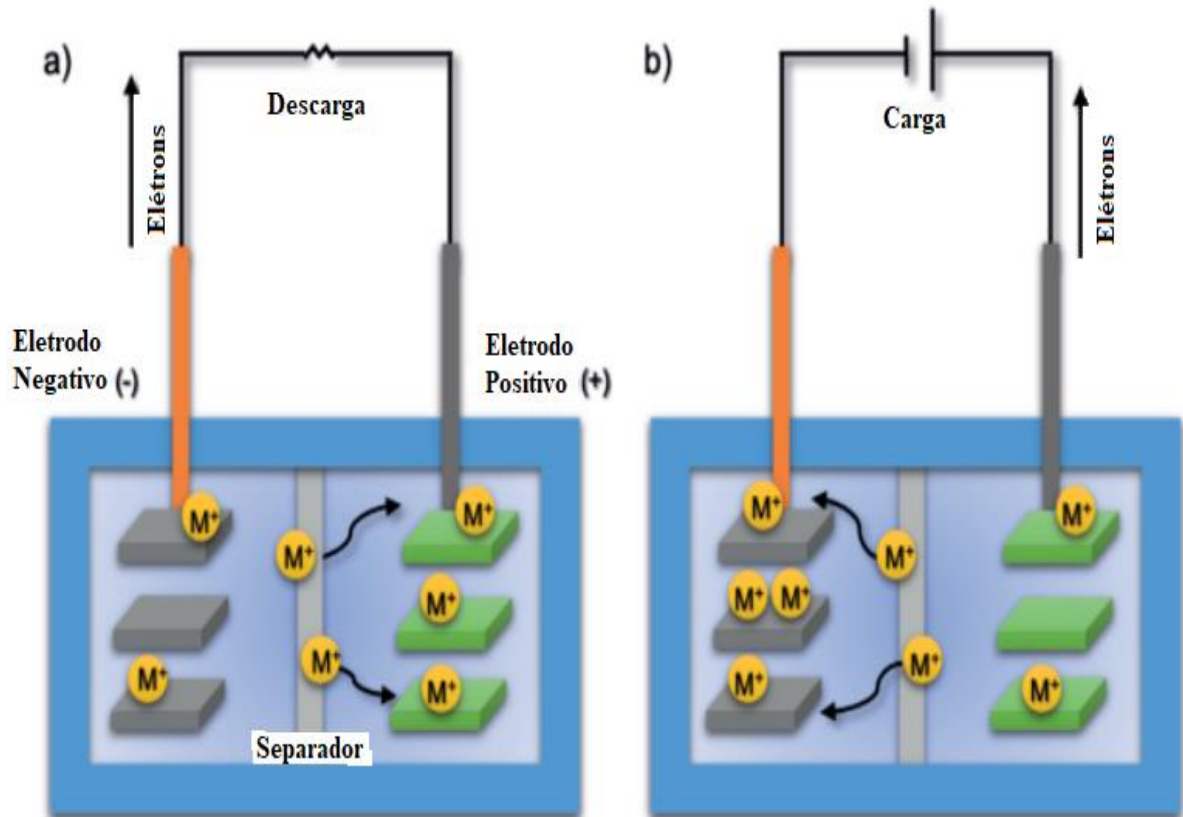 a)
Descarga
Elétrons
Eletrodo
Negativo (-)
Eletrodo
Positivo (+)
M⁺
M⁺
M⁺
M⁺
M⁺
M⁺
M⁺
Separador
b)
Carga
Elétrons
M⁺
M⁺
M⁺
M⁺
M⁺
M⁺
M⁺
M⁺